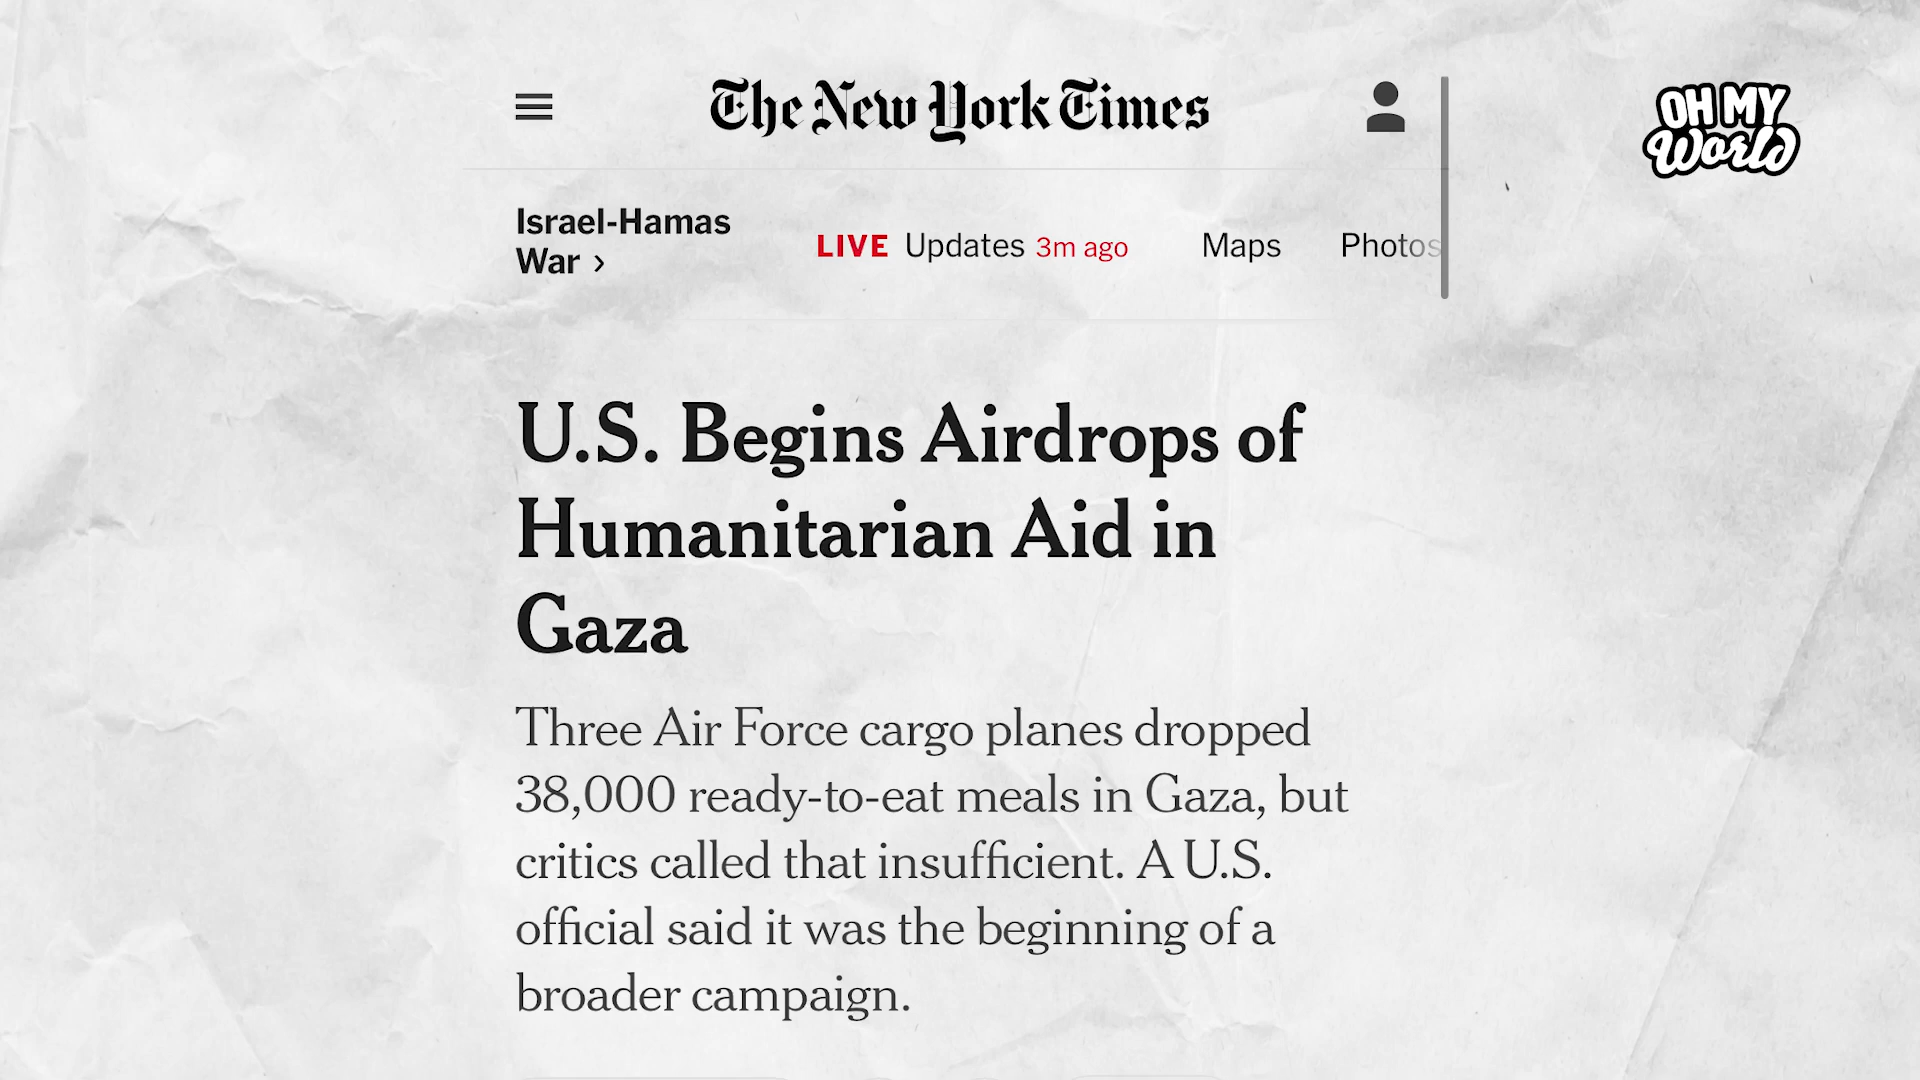 The New York Times
OH MY
World
Israel-Hamas
War ›
LIVE Updates 3m ago Maps Photos
U.S. Begins Airdrops of
Humanitarian Aid in
Gaza
Three Air Force cargo planes dropped
38,000 ready-to-eat meals in Gaza, but
critics called that insufficient. A U.S.
official said it was the beginning of a
broader campaign.